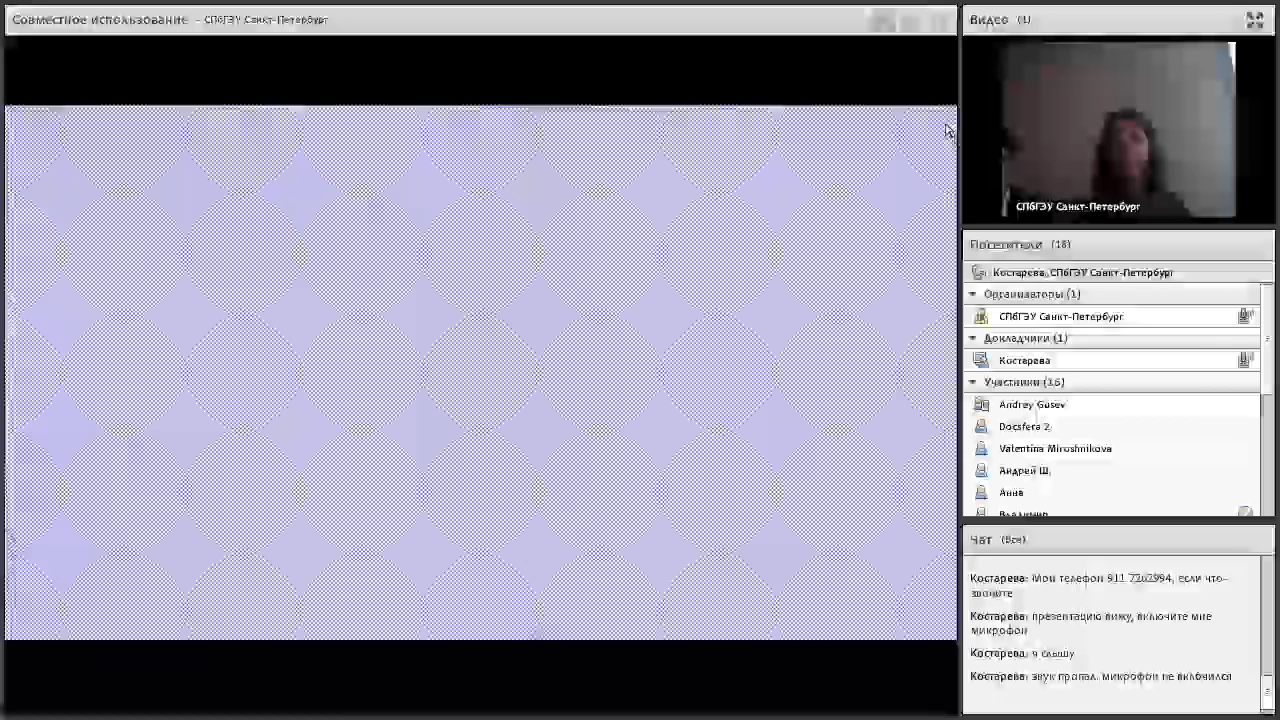 Совместное использование - СПбГЭУ Санкт-Петербург
Видео (1)
СПбГЭУ Санкт-Петербург
Посетители (18)
Костарева, СПбГЭУ Санкт-Петербург
Организаторы (1)
СПбГЭУ Санкт-Петербург
Докладчики (1)
Костарева
Участники (16)
Andrey Gusev
Docsfera 2
Valentina Miroshnikova
Андрей Ш.
Анна
Владимир
Чат (Все)
Костарева: Мой телефон 911, если что-
звоните
Костарева: презентацию вижу, включите мне
микрофон
Костарева: я слышу
Костарева: звук пропал. микрофон не включился